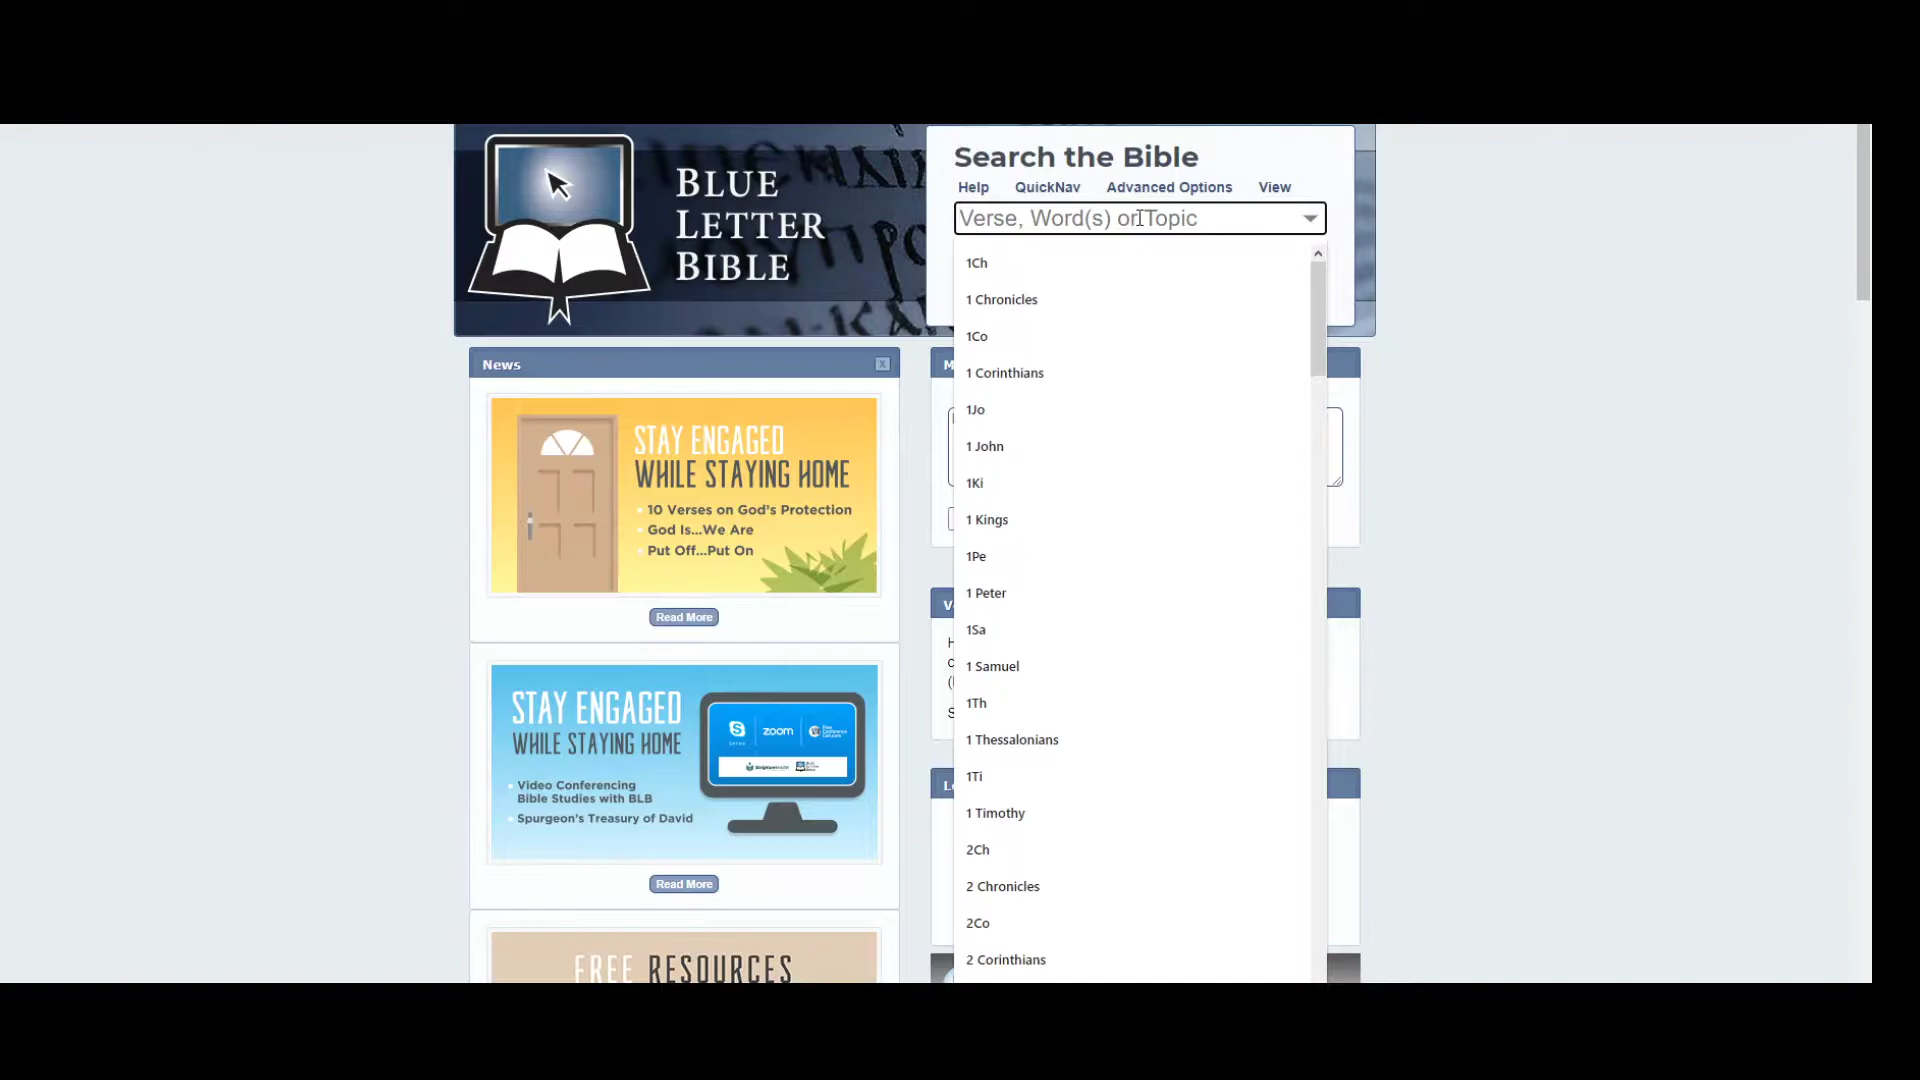 BLUE
LETTER
BIBLE
Search the Bible
Help QuickNav Advanced Options View
Verse, Word(s) or Topic
1Ch
1 Chronicles
1Co
1 Corinthians
1Jo
1 John
1Ki
1 Kings
1Pe
1 Peter
1Sa
1 Samuel
1Th
1 Thessalonians
1Ti
1 Timothy
2Ch
2 Chronicles
2Co
2 Corinthians
News
STAY ENGAGED
WHILE STAYING HOME
10 Verses on God's Protection
God Is...We Are
Put Off...Put On
Read More
STAY ENGAGED
WHILE STAYING HOME
Video Conferencing
Bible Studies with BLB
Spurgeon's Treasury of David
zoom
Read More
FREE RESOURCES